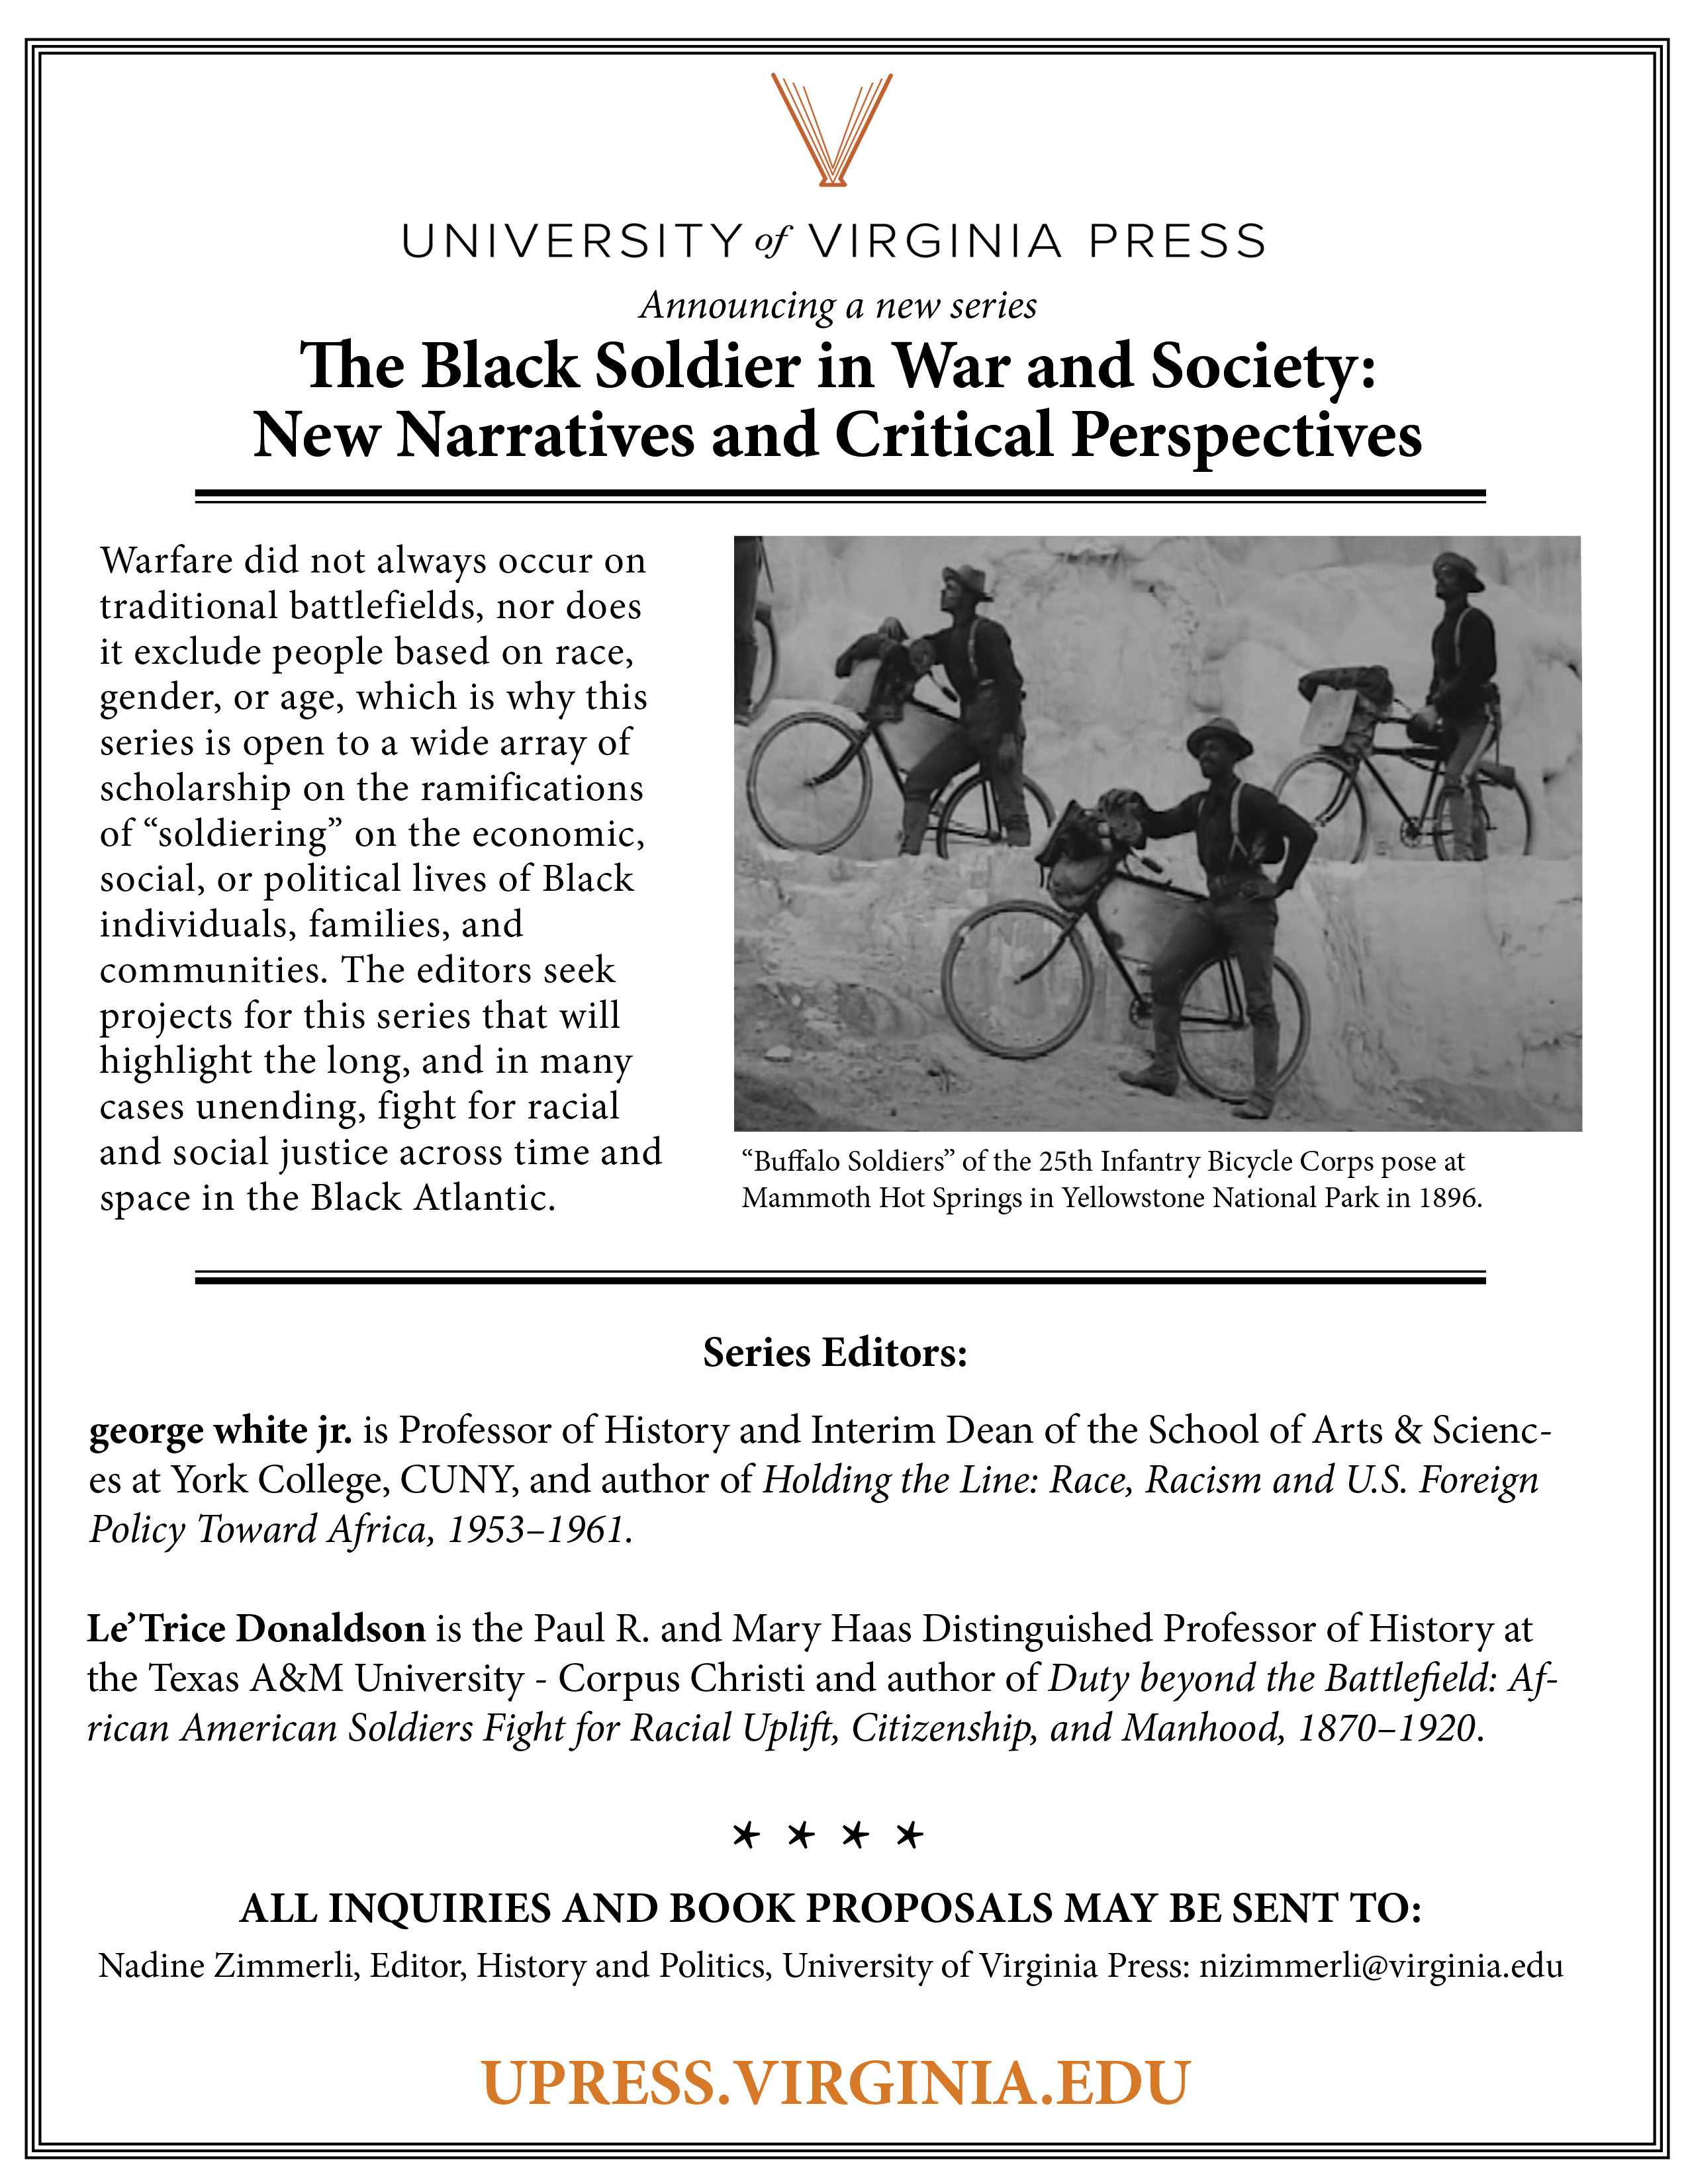 UNIVERSITY of VIRGINIA PRESS
Announcing a new series
The Black Soldier in War and Society:
New Narratives and Critical Perspectives
Warfare did not always occur on
traditional battlefields, nor does
it exclude people based on race,
gender, or age, which is why this
series is open to a wide array of
scholarship on the ramifications
of “soldiering” on the economic,
social, or political lives of Black
individuals, families, and
communities. The editors seek
projects for this series that will
highlight the long, and in many
cases unending, fight for racial
and social justice across time and
space in the Black Atlantic.
“Buffalo Soldiers” of the 25th Infantry Bicycle Corps pose at
Mammoth Hot Springs in Yellowstone National Park in 1896.
Series Editors:
george white jr. is Professor of History and Interim Dean of the School of Arts & Scienc-
es at York College, CUNY, and author of Holding the Line: Race, Racism and U.S. Foreign
Policy Toward Africa, 1953–1961.
Le’Trice Donaldson is the Paul R. and Mary Haas Distinguished Professor of History at
the Texas A&M University - Corpus Christi and author of Duty beyond the Battlefield: Af-
rican American Soldiers Fight for Racial Uplift, Citizenship, and Manhood, 1870–1920.
* * * *
ALL INQUIRIES AND BOOK PROPOSALS MAY BE SENT TO:
Nadine Zimmerli, Editor, History and Politics, University of Virginia Press: nizimmerli@virginia.edu
UPRESS.VIRGINIA.EDU